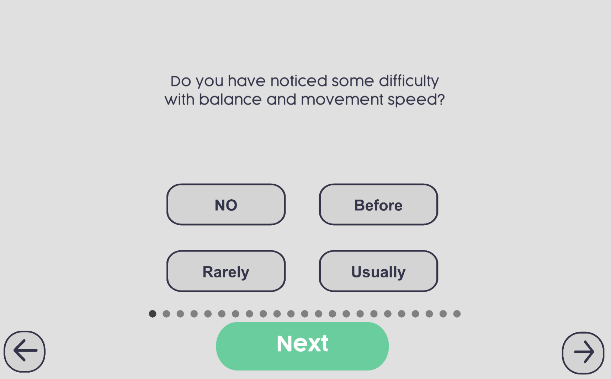 Do you have noticed some difficulty
with balance and movement speed?
NO
Before
Rarely
Usually
Next